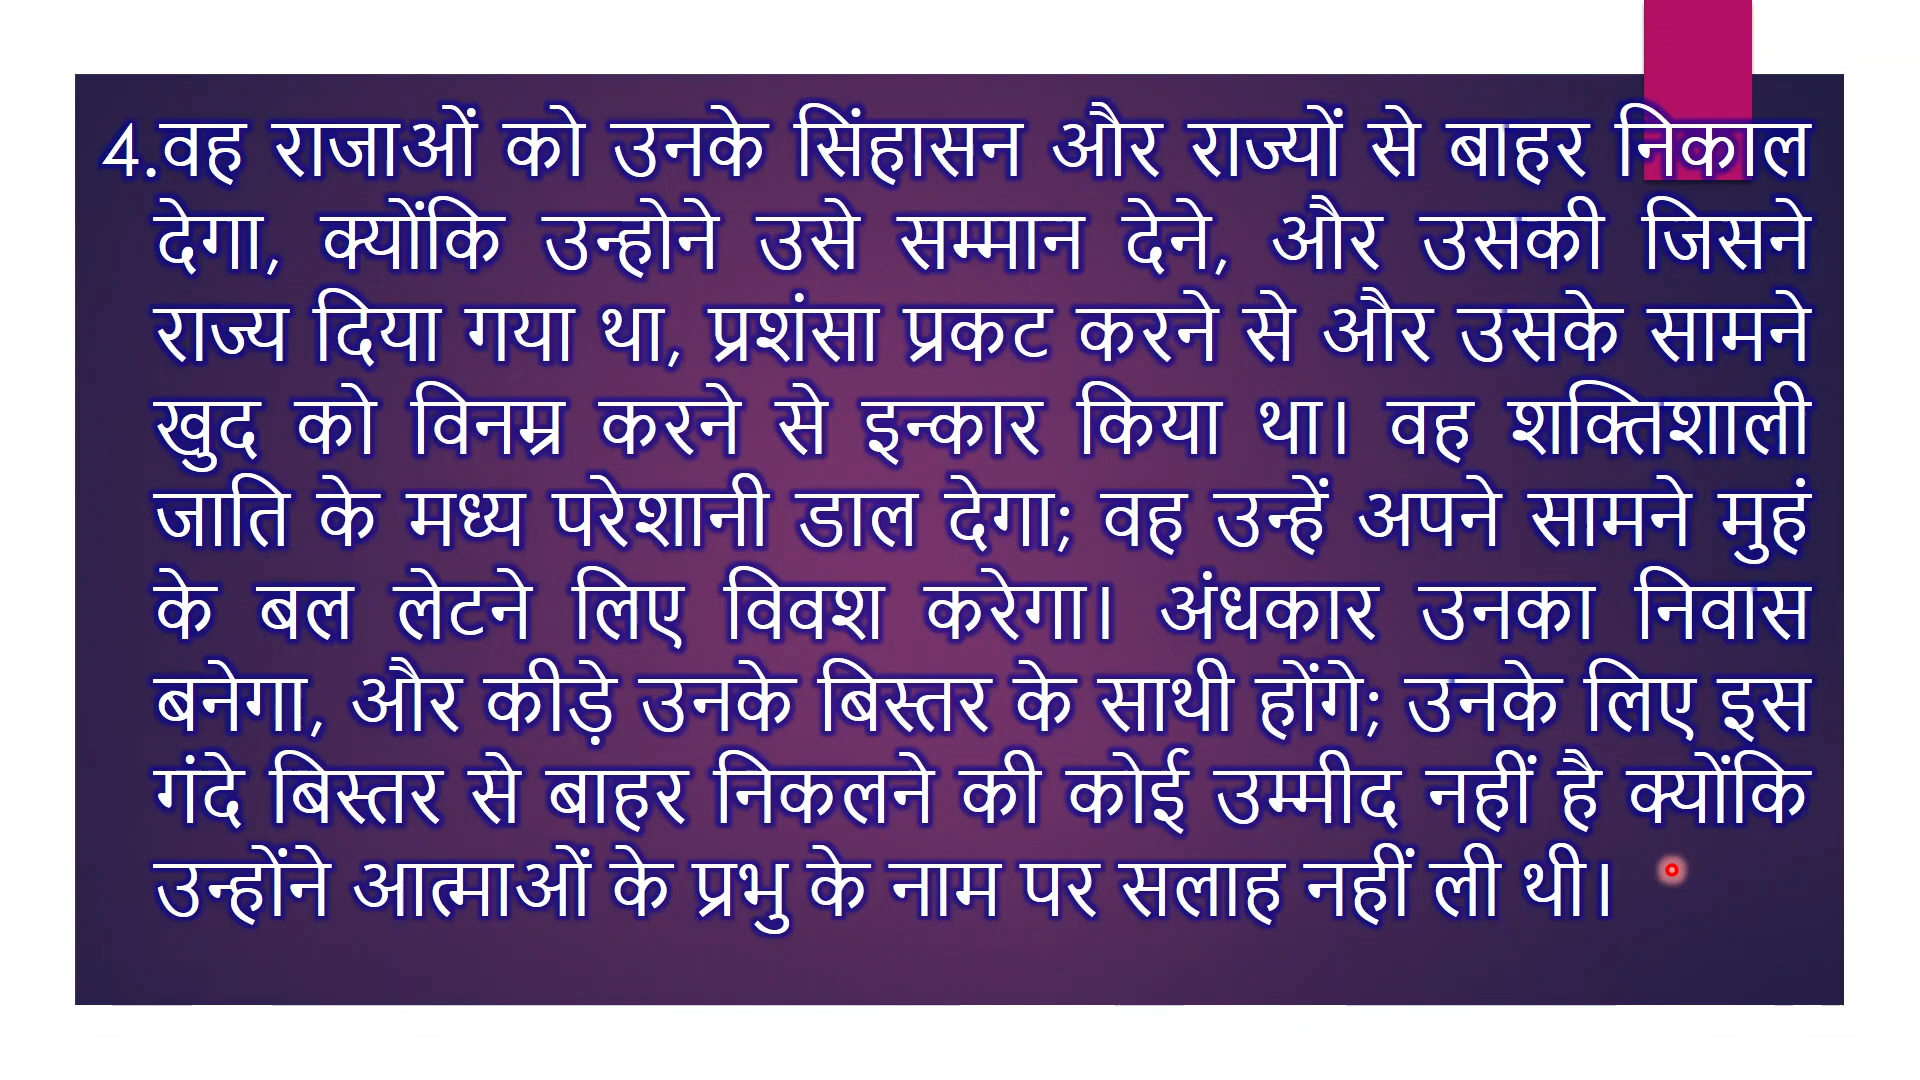 4.वह राजाओं को उनके सिंहासन और राज्यों से बाहर निकाल
देगा, क्योंकि उन्होने उसे सम्मान देने, और उसकी जिसने
राज्य दिया गया था, प्रशंसा प्रकट करने से और उसके सामने
खुद को विनम्र करने से इन्कार किया था। वह शक्तिशाली
जाति के मध्य परेशानी डाल देगा; वह उन्हें अपने सामने मुहं
के बल लेटने लिए विवश करेगा। अंधकार उनका निवास
बनेगा, और कीड़े उनके बिस्तर के साथी होंगे; उनके लिए इस
गंदे बिस्तर से बाहर निकलने की कोई उम्मीद नहीं है क्योंकि
उन्होंने आत्माओं के प्रभु के नाम पर सलाह नहीं ली थी।